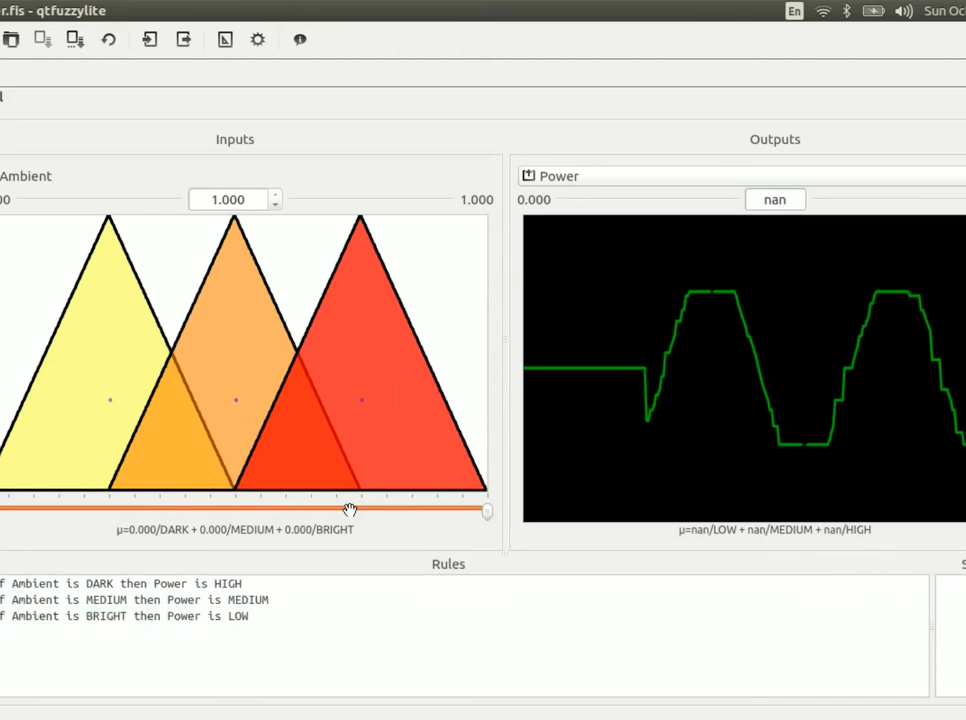 r.fis - qtfuzzylite
En
Sun Oc
Inputs
Outputs
Ambient
Power
00
1.000
1.000
0.000
nan
μ=0.000/DARK + 0.000/MEDIUM + 0.000/BRIGHT
μ=nan/LOW + nan/MEDIUM + nan/HIGH
Rules
S
f Ambient is DARK then Power is HIGH
f Ambient is MEDIUM then Power is MEDIUM
f Ambient is BRIGHT then Power is LOW